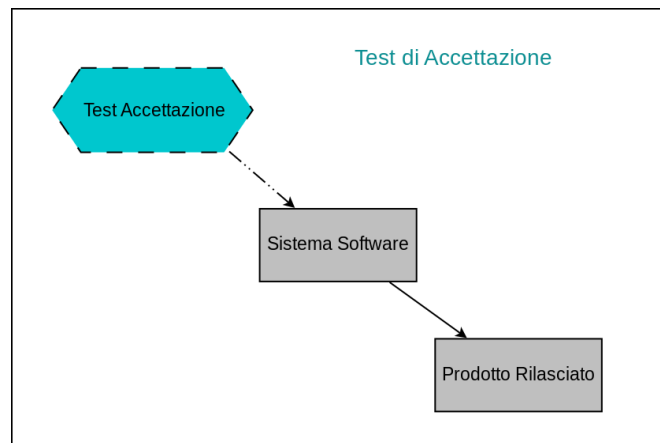 Test di Accettazione
Test Accettazione
Sistema Software
Prodotto Rilasciato